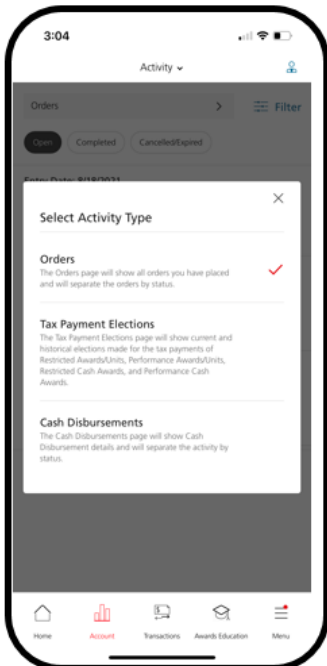 3:04
Activity
Orders
Filter
Open Completed Cancelled/Expired
Entry Date: 8/18/2021
Select Activity Type
Orders
The Orders page will show all orders you have placed
and will separate the orders by status.
Tax Payment Elections
The Tax Payment Elections page will show current and
historical elections made for the tax payments of
Restricted Awards/Units, Performance Awards/Units,
Restricted Cash Awards, and Performance Cash
Awards.
Cash Disbursements
The Cash Disbursements page will show Cash
Disbursement details and will separate the activity by
status.
Home Account Transactions Awards Education Menu